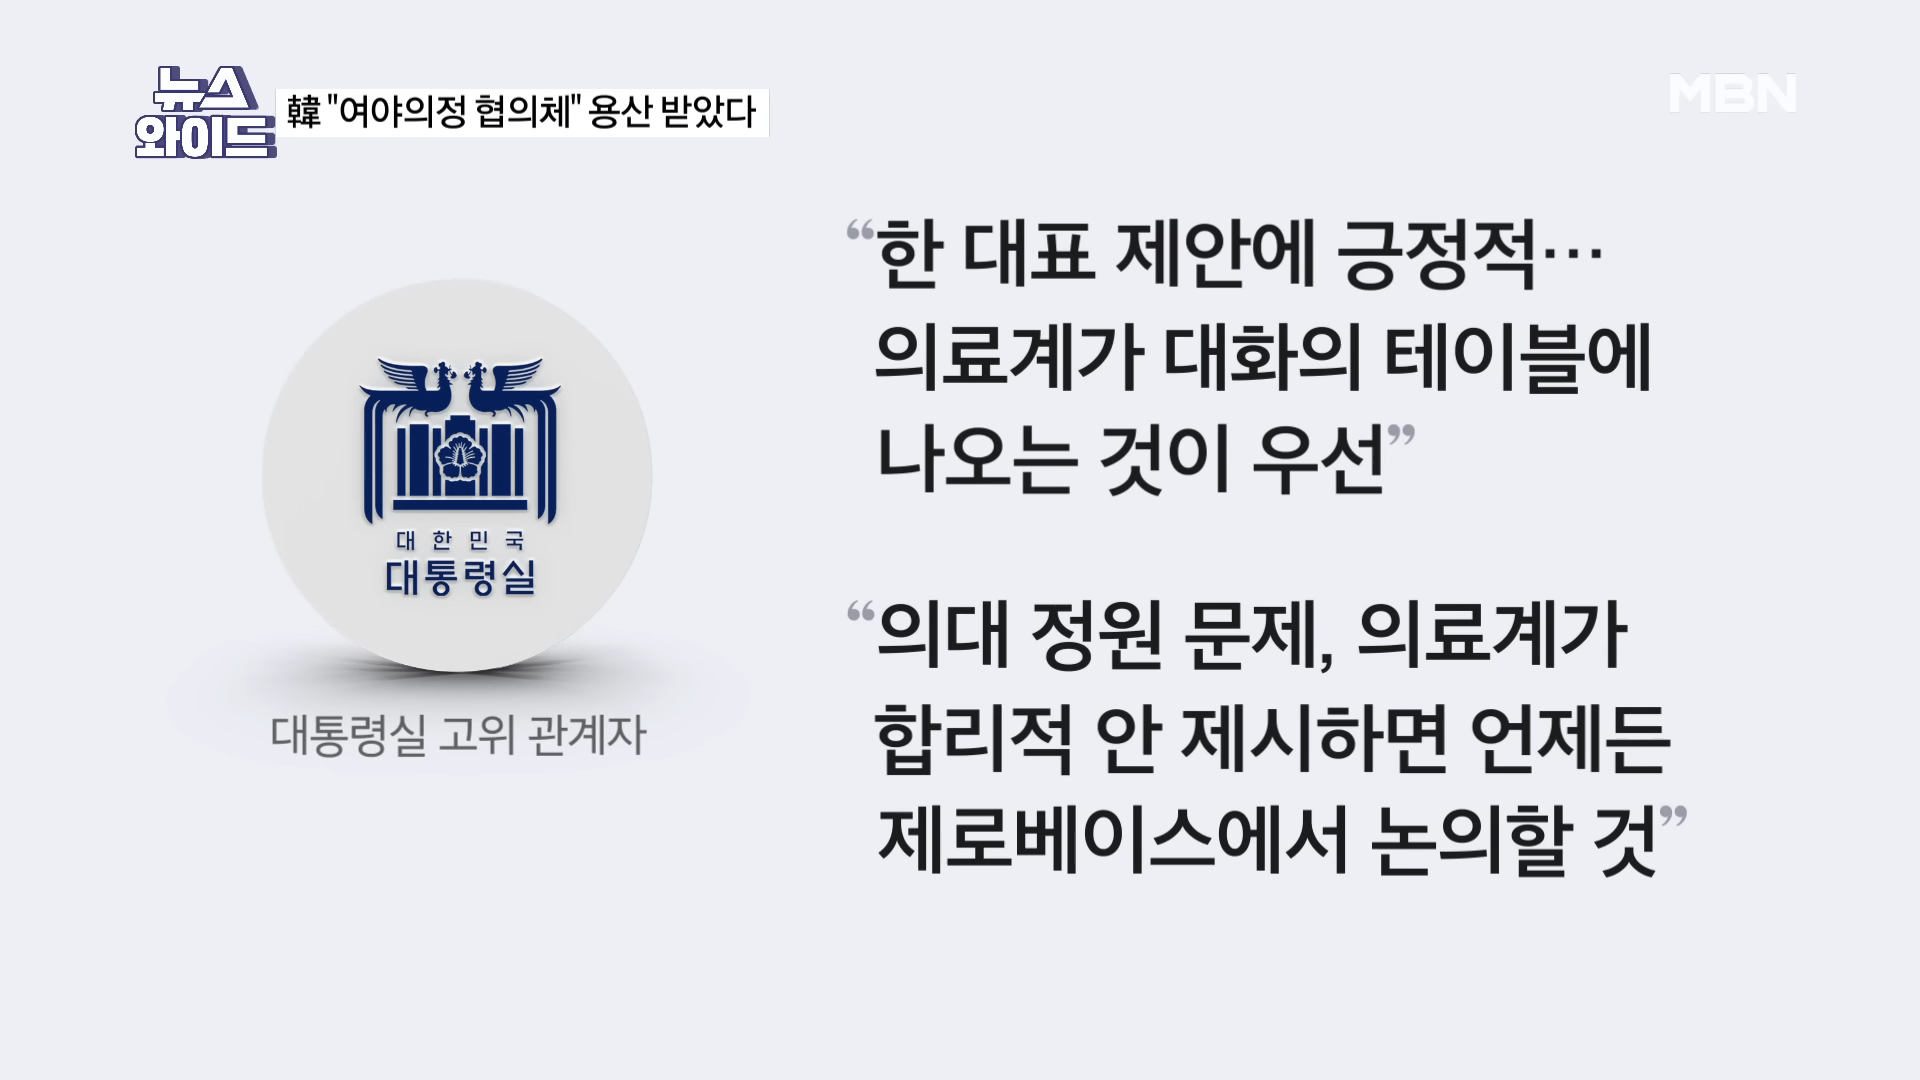 뉴스
와이드
韓 "여야의정 협의체" 용산 받았다
MBN
“한 대표 제안에 긍정적…
의료계가 대화의 테이블에
나오는 것이 우선”
“의대 정원 문제, 의료계가
합리적 안 제시하면 언제든
제로베이스에서 논의할 것”
대한민국
대통령실
대통령실 고위 관계자